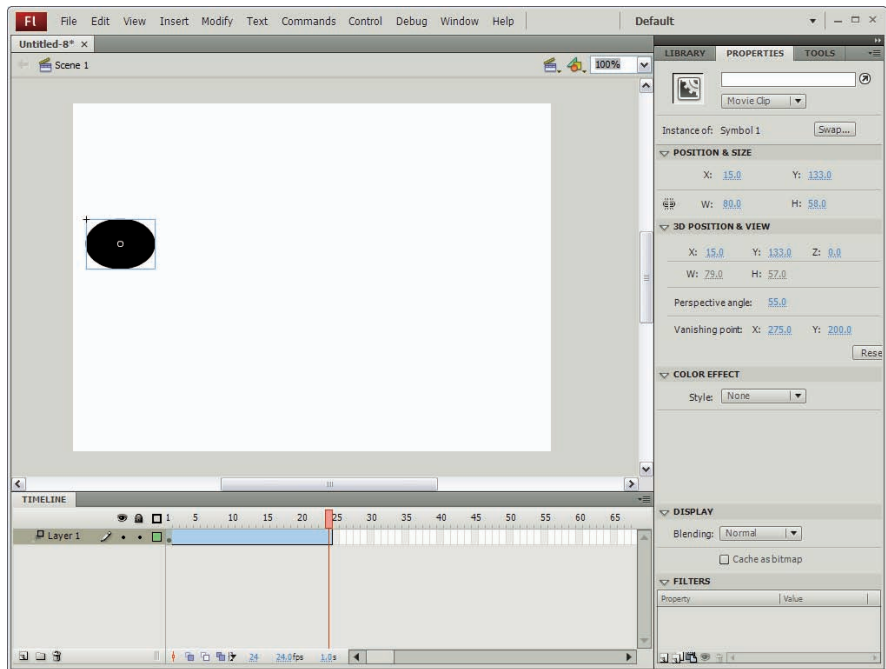 FL File Edit View Insert Modify Text Commands Control Debug Window Help Default
Untitled-8* ×
Scene 1 100%
LIBRARY PROPERTIES TOOLS
Movie Clip
Instance of: Symbol 1 Swap...
POSITION & SIZE
X: 15.0 Y: 133.0
W: 80.0 H: 58.0
3D POSITION & VIEW
X: 15.0 Y: 133.0 Z: 0.0
W: 79.0 H: 57.0
Perspective angle: 55.0
Vanishing point: X: 275.0 Y: 200.0
Rese
COLOR EFFECT
Style: None
TIMELINE
1 5 10 15 20 25 30 35 40 45 50 55 60 65
Layer 1
24 24.0fps 1.0s
DISPLAY
Blending: Normal
Cache as bitmap
FILTERS
Property Value